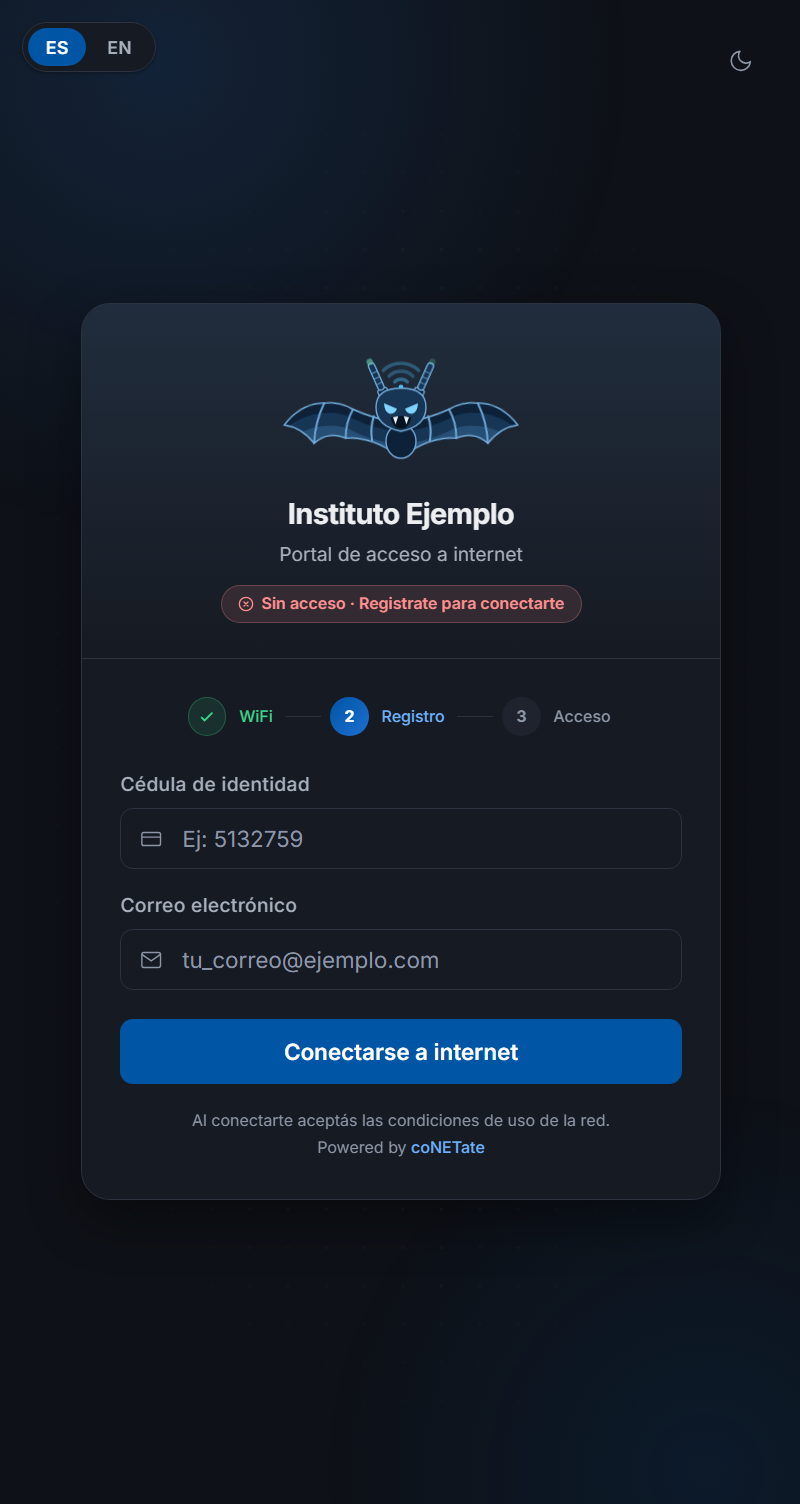 ES EN
Instituto Ejemplo
Portal de acceso a internet
Sin acceso · Registrate para conectarte
WiFi 2 Registro 3 Acceso
Cédula de identidad
Ej: 5132759
Correo electrónico
tu_correo@ejemplo.com
Conectarse a internet
Al conectarte aceptás las condiciones de uso de la red.
Powered by coNETate